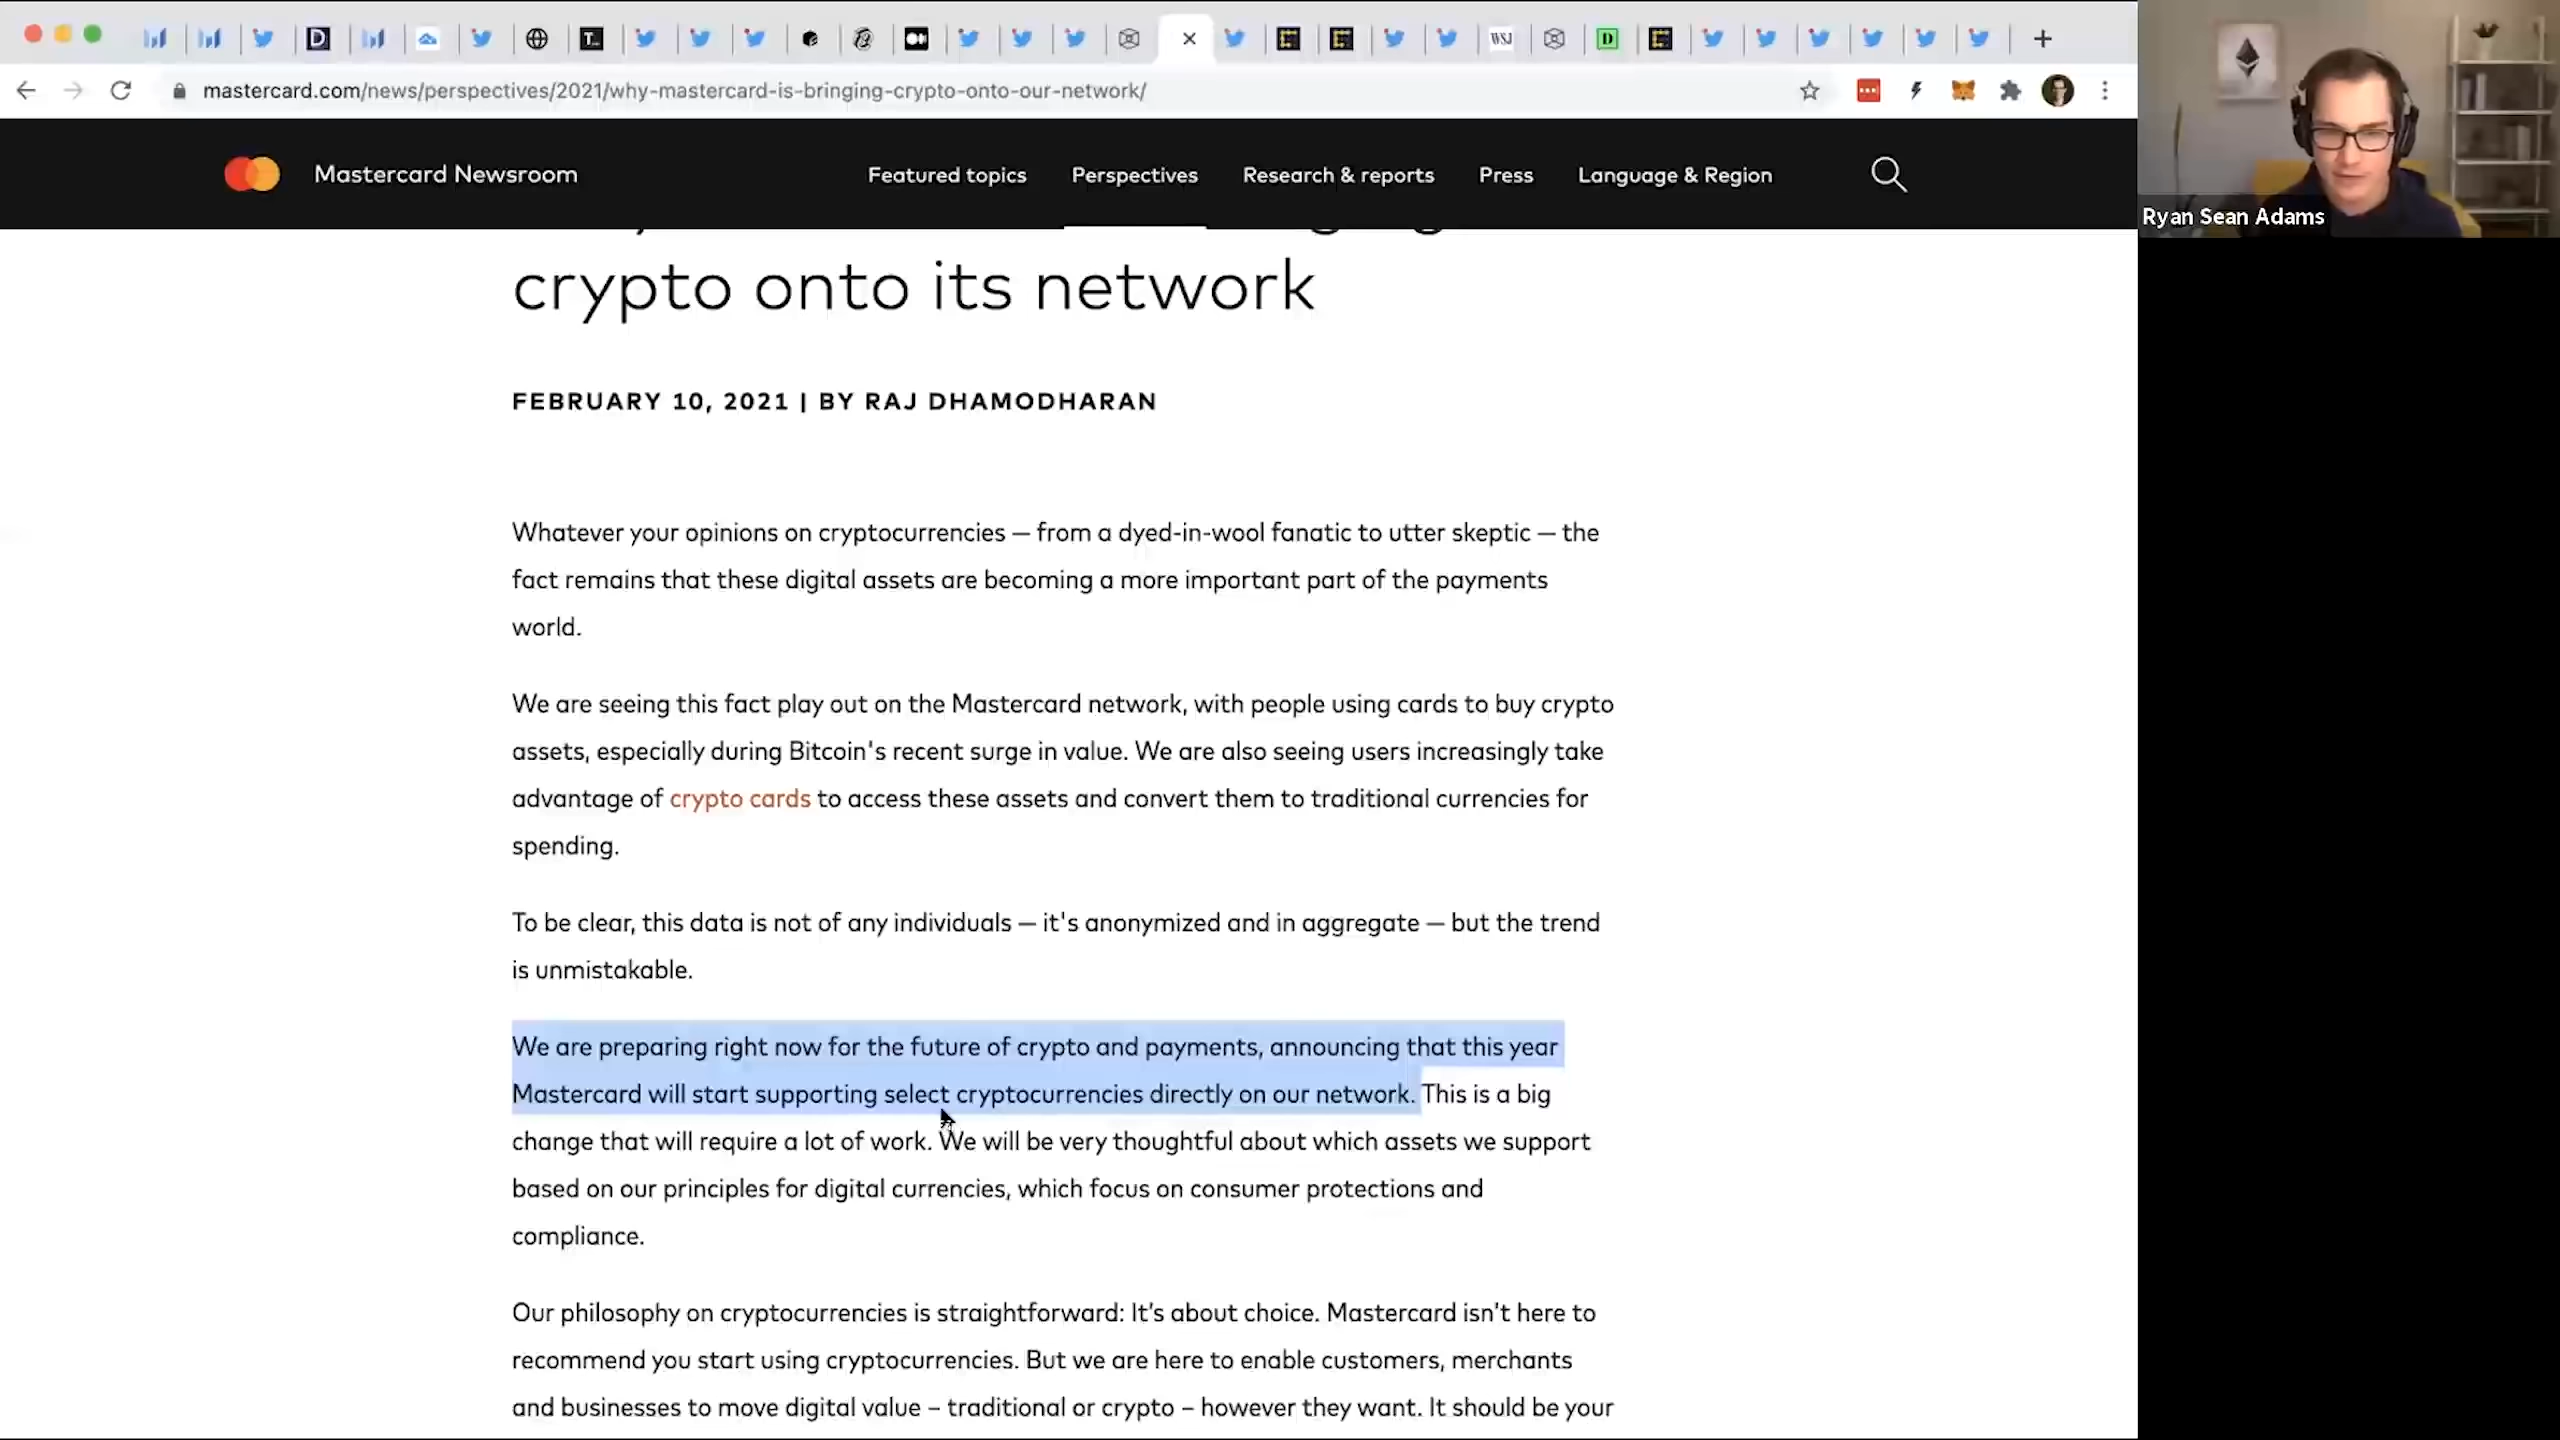 T...
WSJ
D
mastercard.com/news/perspectives/2021/why-mastercard-is-bringing-crypto-onto-our-network/
Mastercard Newsroom
Featured topics
Perspectives
Research & reports
Press
Language & Region
Ryan Sean Adams
crypto onto its network
FEBRUARY 10, 2021 | BY RAJ DHAMODHARAN
Whatever your opinions on cryptocurrencies — from a dyed-in-wool fanatic to utter skeptic — the
fact remains that these digital assets are becoming a more important part of the payments
world.
We are seeing this fact play out on the Mastercard network, with people using cards to buy crypto
assets, especially during Bitcoin's recent surge in value. We are also seeing users increasingly take
advantage of crypto cards to access these assets and convert them to traditional currencies for
spending.
To be clear, this data is not of any individuals — it's anonymized and in aggregate — but the trend
is unmistakable.
We are preparing right now for the future of crypto and payments, announcing that this year
Mastercard will start supporting select cryptocurrencies directly on our network. This is a big
change that will require a lot of work. We will be very thoughtful about which assets we support
based on our principles for digital currencies, which focus on consumer protections and
compliance.
Our philosophy on cryptocurrencies is straightforward: It's about choice. Mastercard isn't here to
recommend you start using cryptocurrencies. But we are here to enable customers, merchants
and businesses to move digital value – traditional or crypto – however they want. It should be your